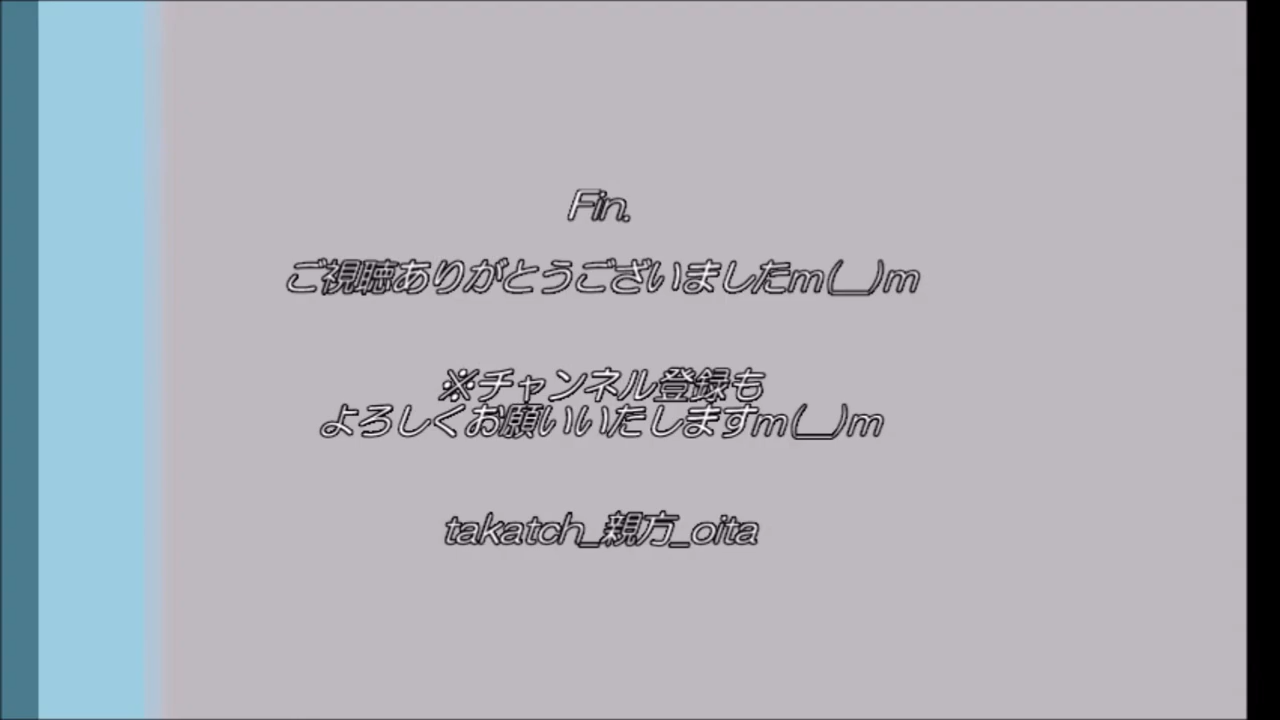 Fin.
ご視聴ありがとうございましたm(__)m
※チャンネル登録も
よろしくお願いいたしますm(__)m
takatch_親方_oita